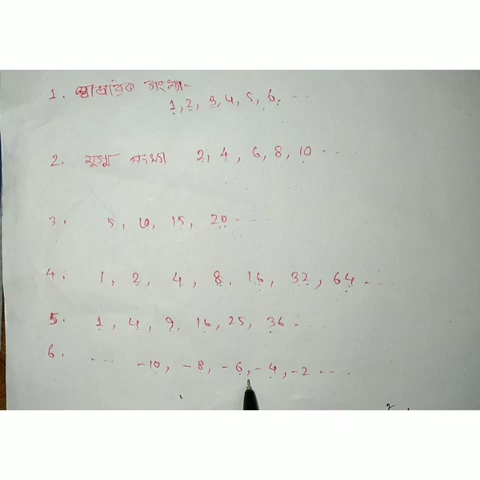 1. স্বাভাবিক সংখ্যা-
1, 2, 3, 4, 5, 6, ...
2. যুগ্ম সংখ্যা 2, 4, 6, 8, 10 ...
3. 5, 10, 15, 20 ...
4. 1, 2, 4, 8, 16, 32, 64 ...
5. 1, 4, 9, 16, 25, 36 ...
6. ... -10, -8, -6, -4, -2 ...